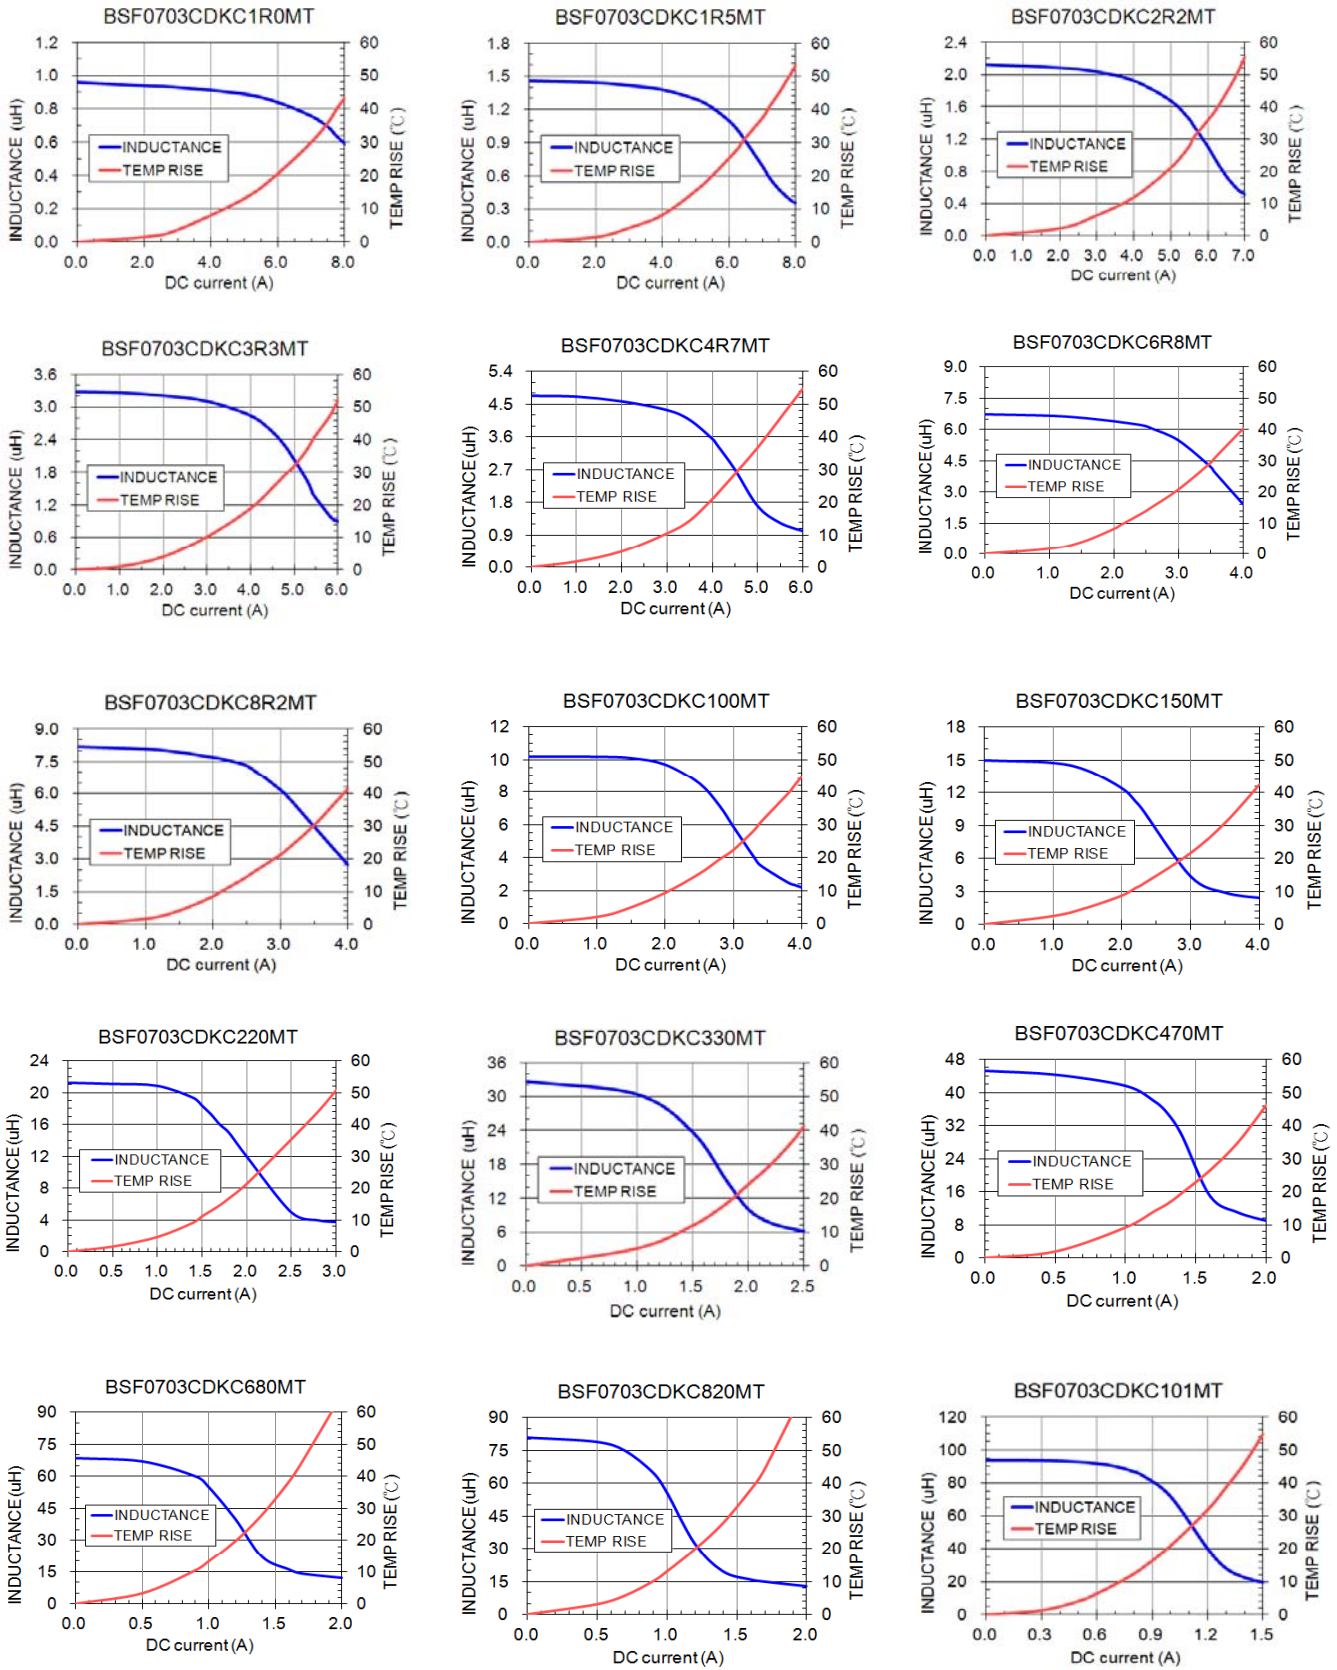 BSF0703CDKC1R0MT
INDUCTANCE (uH)
1.2
1.0
0.8
0.6
0.4
0.2
0.0
INDUCTANCE
TEMP RISE
60
50
40
30
20
10
0
TEMP RISE (℃)
0.0 2.0 4.0 6.0 8.0
DC current (A)
BSF0703CDKC1R5MT
INDUCTANCE (uH)
1.8
1.5
1.2
0.9
0.6
0.3
0.0
INDUCTANCE
TEMP RISE
60
50
40
30
20
10
0
TEMP RISE (℃)
0.0 2.0 4.0 6.0 8.0
DC current (A)
BSF0703CDKC2R2MT
INDUCTANCE (uH)
2.4
2.0
1.6
1.2
0.8
0.4
0.0
INDUCTANCE
TEMP RISE
60
50
40
30
20
10
0
TEMP RISE (℃)
0.0 1.0 2.0 3.0 4.0 5.0 6.0 7.0
DC current (A)
BSF0703CDKC3R3MT
INDUCTANCE (uH)
3.6
3.0
2.4
1.8
1.2
0.6
0.0
INDUCTANCE
TEMP RISE
60
50
40
30
20
10
0
TEMP RISE (℃)
0.0 1.0 2.0 3.0 4.0 5.0 6.0
DC current (A)
BSF0703CDKC4R7MT
INDUCTANCE (uH)
5.4
4.5
3.6
2.7
1.8
0.9
0.0
INDUCTANCE
TEMP RISE
60
50
40
30
20
10
0
TEMP RISE (℃)
0.0 1.0 2.0 3.0 4.0 5.0 6.0
DC current (A)
BSF0703CDKC6R8MT
INDUCTANCE (uH)
9.0
7.5
6.0
4.5
3.0
1.5
0.0
INDUCTANCE
TEMP RISE
60
50
40
30
20
10
0
TEMP RISE (℃)
0.0 1.0 2.0 3.0 4.0
DC current (A)
BSF0703CDKC8R2MT
INDUCTANCE (uH)
9.0
7.5
6.0
4.5
3.0
1.5
0.0
INDUCTANCE
TEMP RISE
60
50
40
30
20
10
0
TEMP RISE (℃)
0.0 1.0 2.0 3.0 4.0
DC current (A)
BSF0703CDKC100MT
INDUCTANCE (uH)
12
10
8
6
4
2
0
INDUCTANCE
TEMP RISE
60
50
40
30
20
10
0
TEMP RISE (℃)
0.0 1.0 2.0 3.0 4.0
DC current (A)
BSF0703CDKC150MT
INDUCTANCE (uH)
18
15
12
9
6
3
0
INDUCTANCE
TEMP RISE
60
50
40
30
20
10
0
TEMP RISE (℃)
0.0 1.0 2.0 3.0 4.0
DC current (A)
BSF0703CDKC220MT
INDUCTANCE (uH)
24
20
16
12
8
4
0
INDUCTANCE
TEMP RISE
60
50
40
30
20
10
0
TEMP RISE (℃)
0.0 0.5 1.0 1.5 2.0 2.5 3.0
DC current (A)
BSF0703CDKC330MT
INDUCTANCE (uH)
36
30
24
18
12
6
0
INDUCTANCE
TEMP RISE
60
50
40
30
20
10
0
TEMP RISE (℃)
0.0 0.5 1.0 1.5 2.0 2.5
DC current (A)
BSF0703CDKC470MT
INDUCTANCE (uH)
48
40
32
24
16
8
0
INDUCTANCE
TEMP RISE
60
50
40
30
20
10
0
TEMP RISE (℃)
0.0 0.5 1.0 1.5 2.0
DC current (A)
BSF0703CDKC680MT
INDUCTANCE (uH)
90
75
60
45
30
15
0
INDUCTANCE
TEMP RISE
60
50
40
30
20
10
0
TEMP RISE (℃)
0.0 0.5 1.0 1.5 2.0
DC current (A)
BSF0703CDKC820MT
INDUCTANCE (uH)
90
75
60
45
30
15
0
INDUCTANCE
TEMP RISE
60
50
40
30
20
10
0
TEMP RISE (℃)
0.0 0.5 1.0 1.5 2.0
DC current (A)
BSF0703CDKC101MT
INDUCTANCE (uH)
120
100
80
60
40
20
0
INDUCTANCE
TEMP RISE
60
50
40
30
20
10
0
TEMP RISE (℃)
0.0 0.3 0.6 0.9 1.2 1.5
DC current (A)